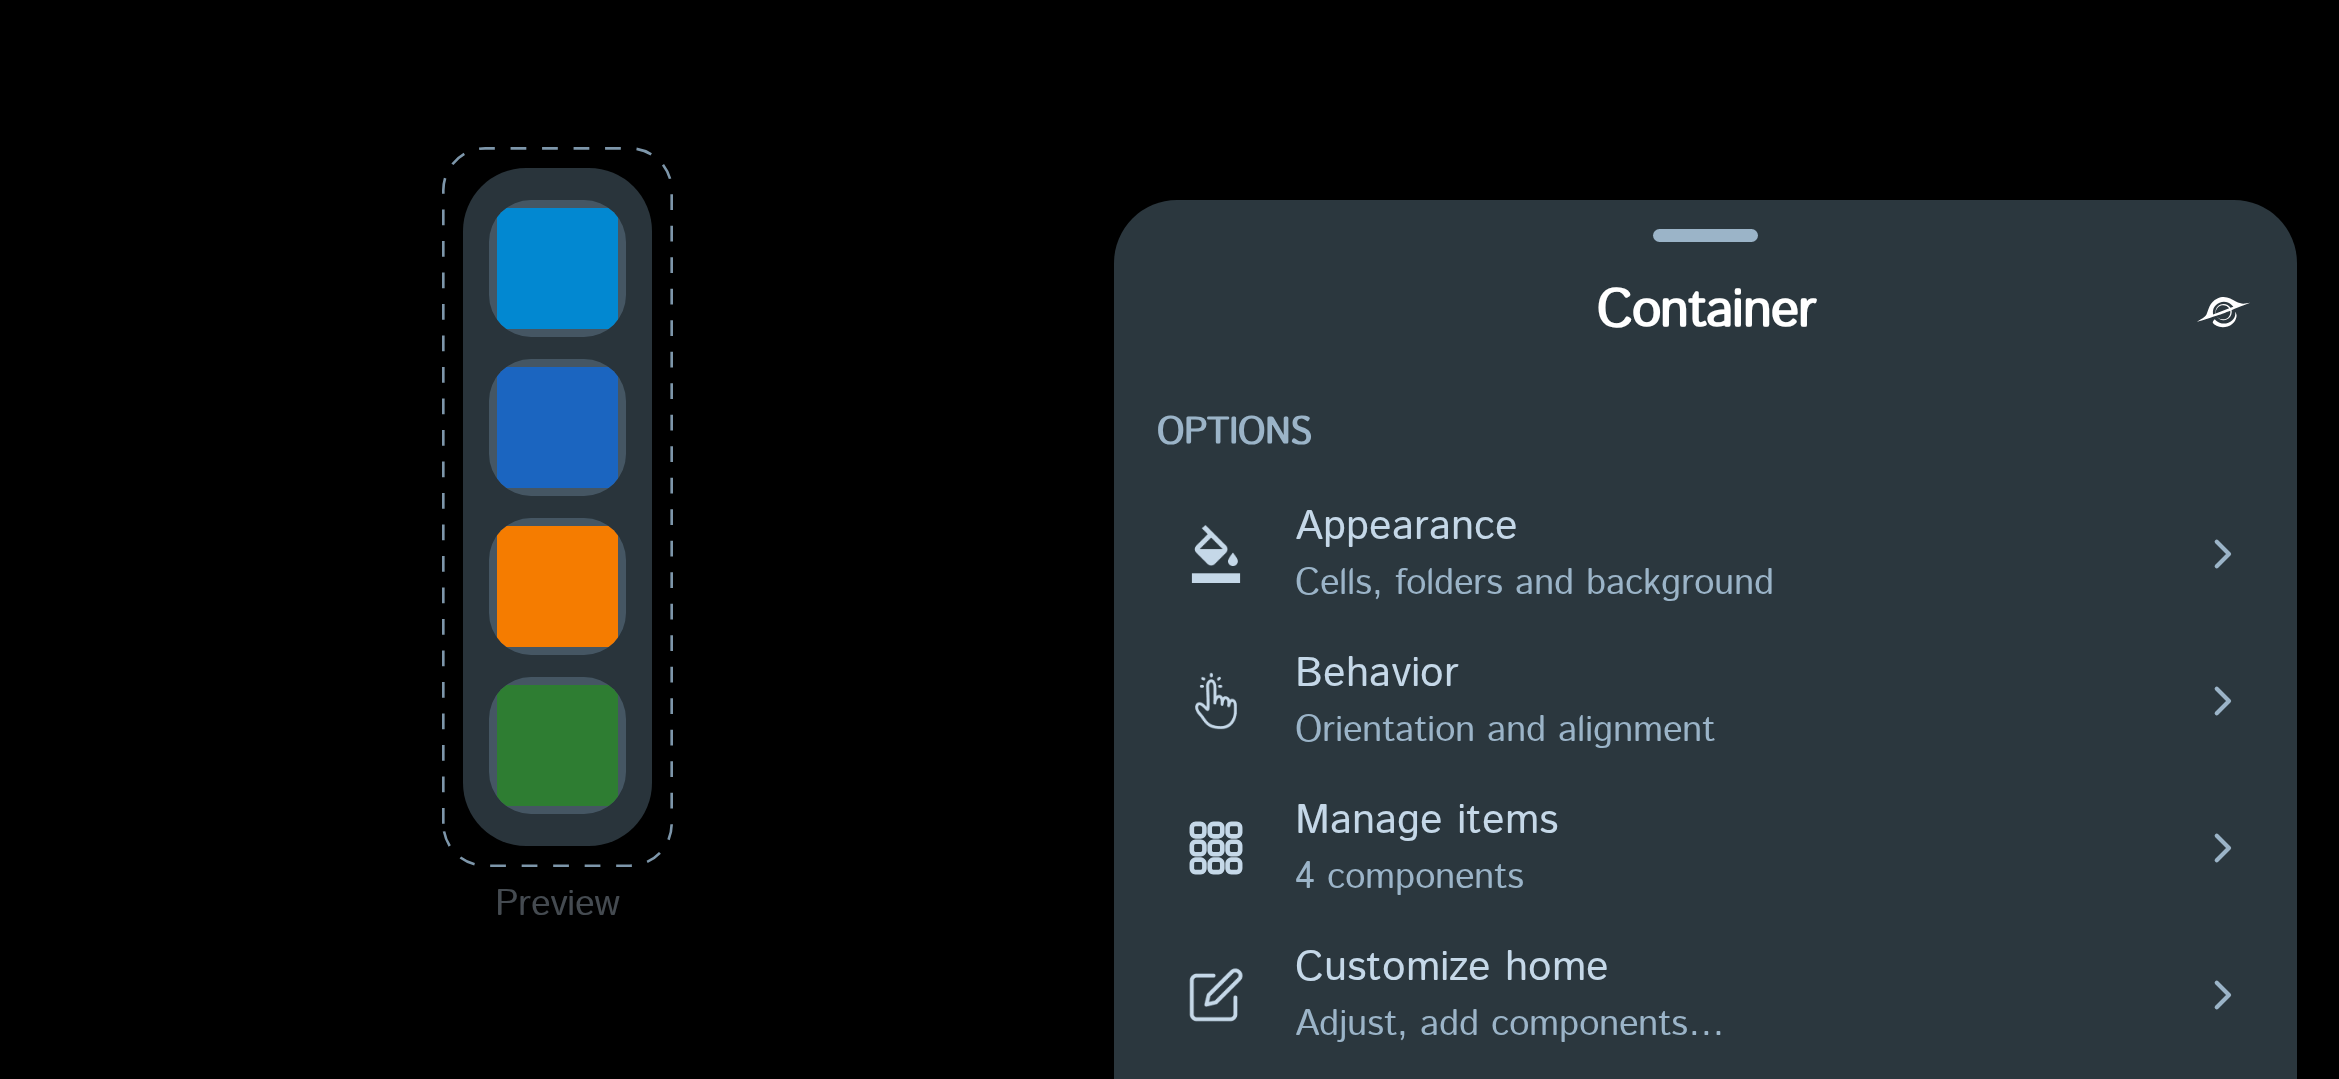 Preview
Container
OPTIONS
Appearance
Cells, folders and background
Behavior
Orientation and alignment
Manage items
4 components
Customize home
Adjust, add components...